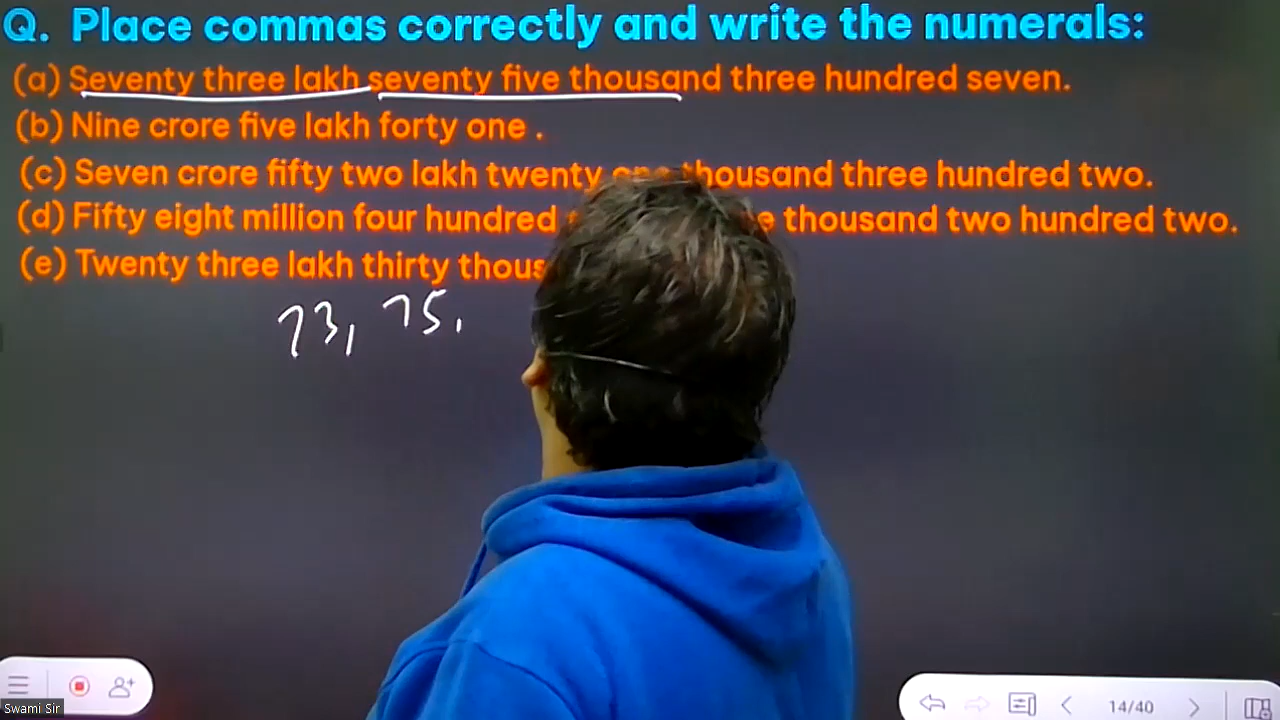 Q. Place commas correctly and write the numerals:
(a) Seventy three lakh seventy five thousand three hundred seven.
(b) Nine crore five lakh forty one .
(c) Seven crore fifty two lakh twenty one thousand three hundred two.
(d) Fifty eight million four hundred thousand two hundred two.
(e) Twenty three lakh thirty
73, 75,
Swami Sir
14/40